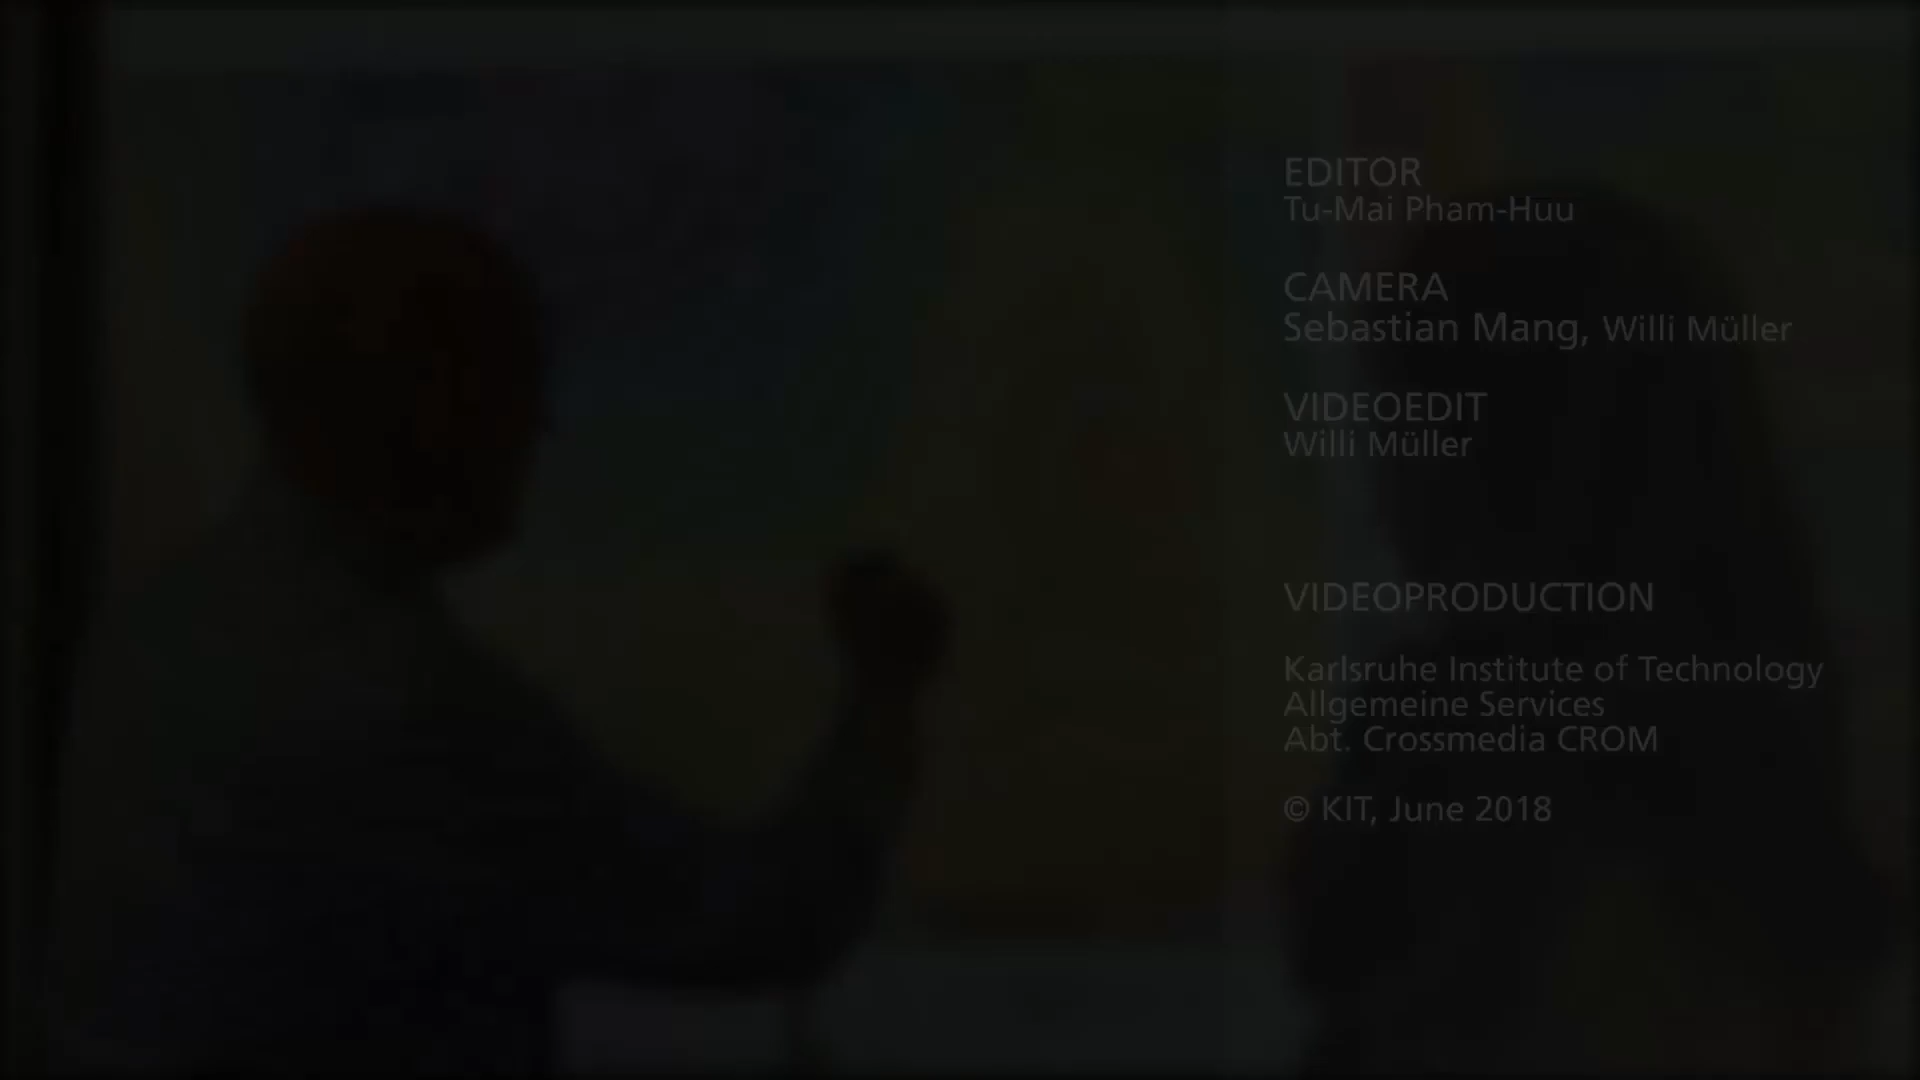 EDITOR
Tu-Mai Pham-Huu
CAMERA
Sebastian Mang, Willi Müller
VIDEOEDIT
Willi Müller
VIDEOPRODUCTION
Karlsruhe Institute of Technology
Allgemeine Services
Abt. Crossmedia CROM
© KIT, June 2018